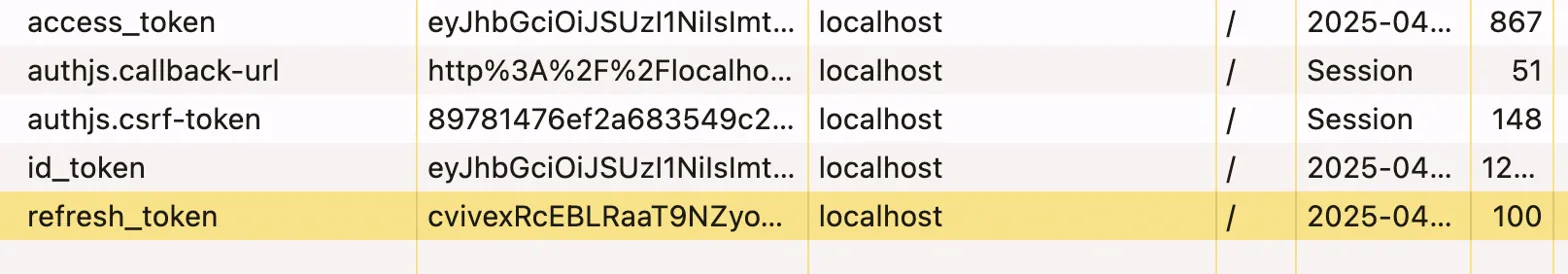 access_token eyJhbGciOiJSUzI1NiIsImt... localhost / 2025-04... 867
authjs.callback-url http%3A%2F%2Flocalho... localhost / Session 51
authjs.csrf-token 89781476ef2a683549c2... localhost / Session 148
id_token eyJhbGciOiJSUzI1NiIsImt... localhost / 2025-04... 12...
refresh_token cvivexRcEBLRaaT9NZyo... localhost / 2025-04... 100